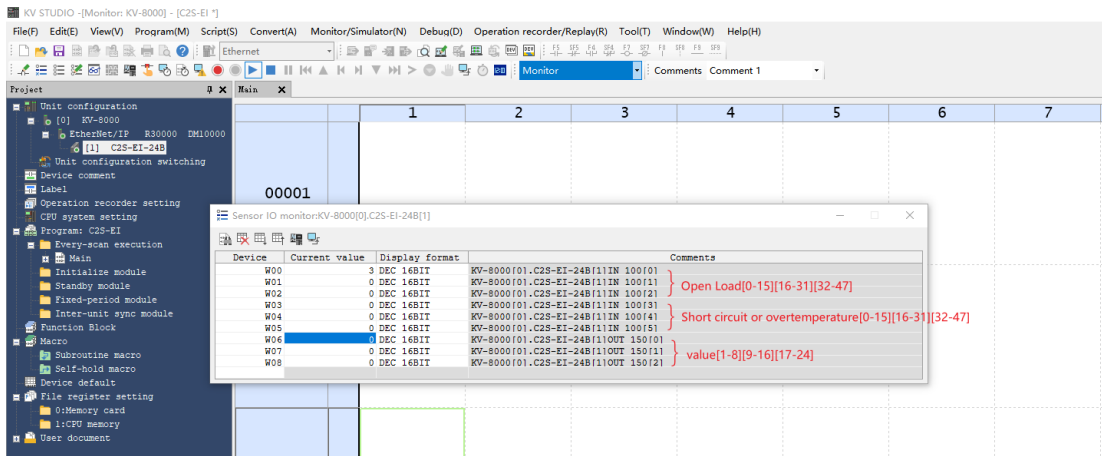 KV STUDIO -[Monitor: KV-8000] - [C2S-EI *]
File(F) Edit(E) View(V) Program(M) Script(S) Convert(A) Monitor/Simulator(N) Debug(D) Operation recorder/Replay(R) Tool(T) Window(W) Help(H)
Ethernet
Monitor Comments Comment 1
Project Main
1 2 3 4 5 6 7
Unit configuration
[0] KV-8000
EtherNet/IP R30000 DM10000
[1] C2S-EI-24B
Unit configuration switching
Device comment
Label
Operation recorder setting
CPU system setting
Program: C2S-EI
Every-scan execution
Main
Initialize module
Standby module
Fixed-period module
Inter-unit sync module
Function Block
Macro
Subroutine macro
Self-hold macro
Device default
File register setting
0:Memory card
1:CPU memory
User document
00001
Sensor IO monitor:KV-8000[0].C2S-EI-24B[1]
Device Current value Display format Comments
W00 3 DEC 16BIT KV-8000[0].C2S-EI-24B[1]IN 100[0]
W01 0 DEC 16BIT KV-8000[0].C2S-EI-24B[1]IN 100[1]
W02 0 DEC 16BIT KV-8000[0].C2S-EI-24B[1]IN 100[2]
W03 0 DEC 16BIT KV-8000[0].C2S-EI-24B[1]IN 100[3]
W04 0 DEC 16BIT KV-8000[0].C2S-EI-24B[1]IN 100[4]
W05 0 DEC 16BIT KV-8000[0].C2S-EI-24B[1]IN 100[5]
W06 0 DEC 16BIT KV-8000[0].C2S-EI-24B[1]OUT 150[0]
W07 0 DEC 16BIT KV-8000[0].C2S-EI-24B[1]OUT 150[1]
W08 0 DEC 16BIT KV-8000[0].C2S-EI-24B[1]OUT 150[2]
Open Load[0-15][16-31][32-47]
Short circuit or overtemperature[0-15][16-31][32-47]
value[1-8][9-16][17-24]